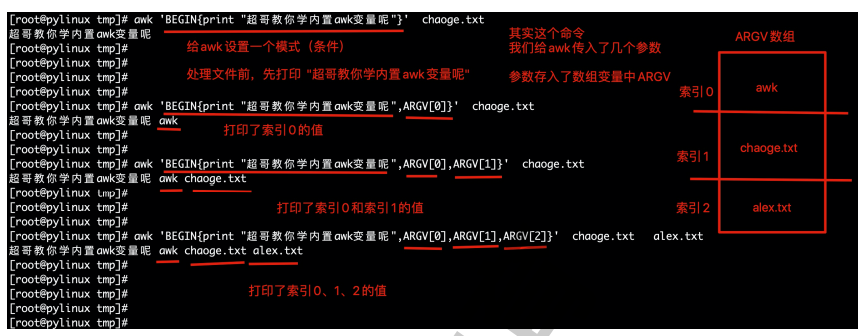 [root@pylinux tmp]# awk 'BEGIN{print "超哥教你学内置awk变量呢"}' chaoge.txt
超哥教你学内置awk变量呢
[root@pylinux tmp]#
[root@pylinux tmp]#
[root@pylinux tmp]#
[root@pylinux tmp]#
[root@pylinux tmp]# awk 'BEGIN{print "超哥教你学内置awk变量呢",ARGV[0]}' chaoge.txt
超哥教你学内置awk变量呢 awk
[root@pylinux tmp]#
[root@pylinux tmp]#
[root@pylinux tmp]# awk 'BEGIN{print "超哥教你学内置awk变量呢",ARGV[0],ARGV[1]}' chaoge.txt
超哥教你学内置awk变量呢 awk chaoge.txt
[root@pylinux tmp]#
[root@pylinux tmp]#
[root@pylinux tmp]#
[root@pylinux tmp]# awk 'BEGIN{print "超哥教你学内置awk变量呢",ARGV[0],ARGV[1],ARGV[2]}' chaoge.txt alex.txt
超哥教你学内置awk变量呢 awk chaoge.txt alex.txt
[root@pylinux tmp]#
[root@pylinux tmp]#
[root@pylinux tmp]#
[root@pylinux tmp]#
[root@pylinux tmp]#
给awk设置一个模式（条件）
处理文件前，先打印 "超哥教你学内置awk变量呢"
打印了索引0的值
打印了索引0和索引1的值
打印了索引0、1、2的值
其实这个命令
我们给awk传入了几个参数
参数存入了数组变量中ARGV
ARGV数组
索引0 awk
索引1 chaoge.txt
索引2 alex.txt